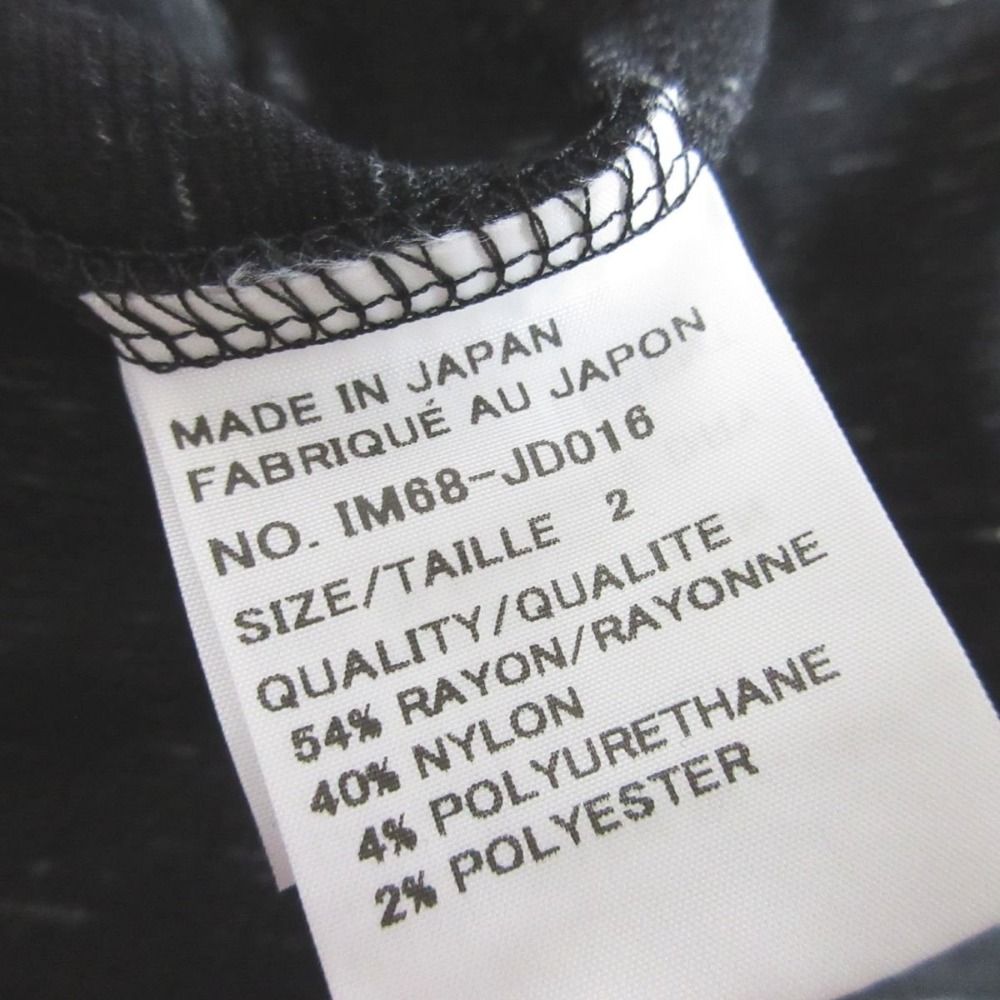 MADE IN JAPAN
FABRIQUÉ AU JAPON
NO. IM68-JD016
SIZE/TAILLE 2
QUALITY/QUALITE
54% RAYON/RAYONNE
40% NYLON
4% POLYURETHANE
2% POLYESTER